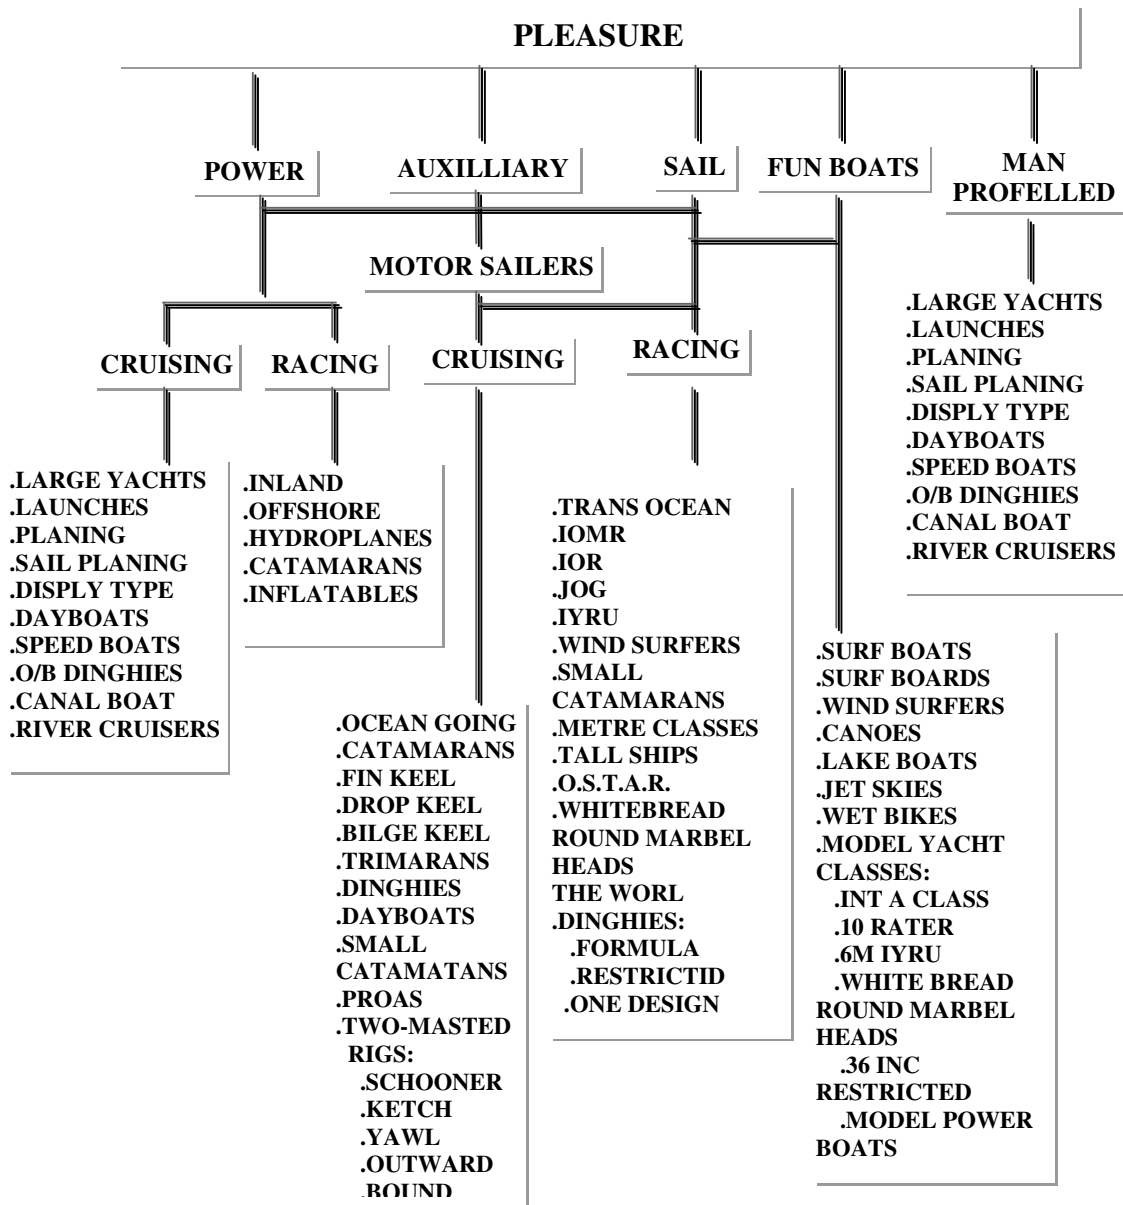 PLEASURE
POWER
AUXILLIARY
SAIL
FUN BOATS
MAN
PROFELLED
MOTOR SAILERS
CRUISING
RACING
CRUISING
RACING
.LARGE YACHTS
.LAUNCHES
.PLANING
.SAIL PLANING
.DISPLY TYPE
.DAYBOATS
.SPEED BOATS
.O/B DINGHIES
.CANAL BOAT
.RIVER CRUISERS
.INLAND
.OFFSHORE
.HYDROPLANES
.CATAMARANS
.INFLATABLES
.OCEAN GOING
.CATAMARANS
.FIN KEEL
.DROP KEEL
.BILGE KEEL
.TRIMARANS
.DINGHIES
.DAYBOATS
.SMALL
CATAMATANS
.PROAS
.TWO-MASTED
RIGS:
.SCHOONER
.KETCH
.YAWL
.OUTWARD
.BOUND
.TRANS OCEAN
.IOMR
.IOR
.JOG
.IYRU
.WIND SURFERS
.SMALL
CATAMARANS
.METRE CLASSES
.TALL SHIPS
.O.S.T.A.R.
.WHITEBREAD
ROUND MARBEL
HEADS
THE WORL
.DINGHIES:
.FORMULA
.RESTRICTID
.ONE DESIGN
.SURF BOATS
.SURF BOARDS
.WIND SURFERS
.CANOES
.LAKE BOATS
.JET SKIES
.WET BIKES
.MODEL YACHT
CLASSES:
.INT A CLASS
.10 RATER
.6M IYRU
.WHITE BREAD
ROUND MARBEL
HEADS
.36 INC
RESTRICTED
.MODEL POWER
BOATS
.LARGE YACHTS
.LAUNCHES
.PLANING
.SAIL PLANING
.DISPLY TYPE
.DAYBOATS
.SPEED BOATS
.O/B DINGHIES
.CANAL BOAT
.RIVER CRUISERS